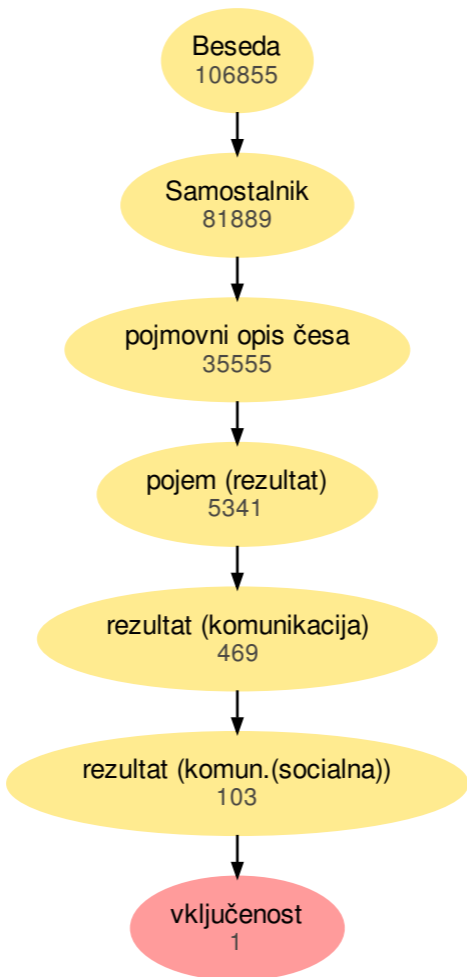 Beseda
106855
Samostalnik
81889
pojmovni opis česa
35555
pojem (rezultat)
5341
rezultat (komunikacija)
469
rezultat (komun.(socialna))
103
vključenost
1